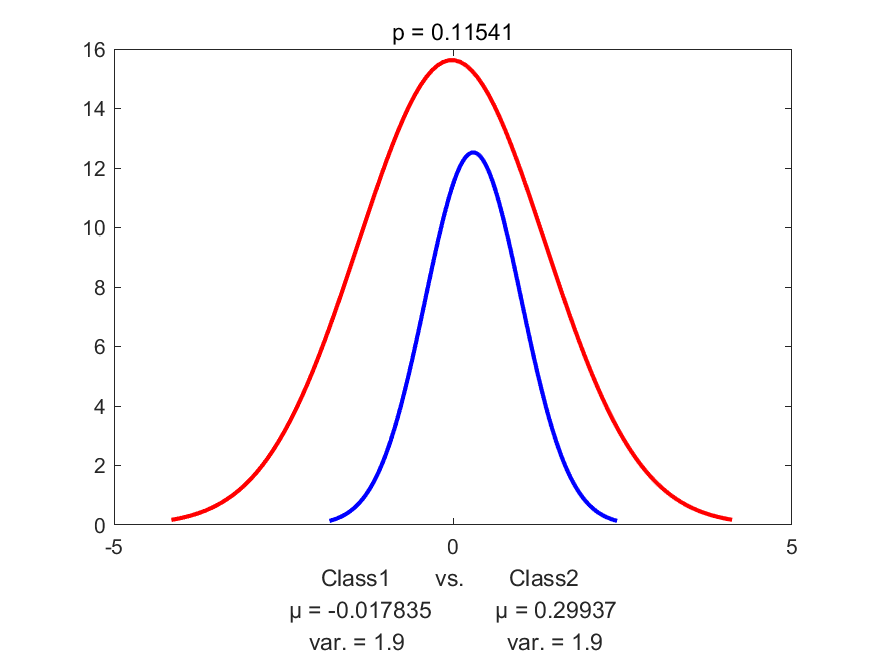 p = 0.11541
16
14
12
10
8
6
4
2
0
-5 0 5
Class1 vs. Class2
μ = -0.017835 μ = 0.29937
var. = 1.9 var. = 1.9